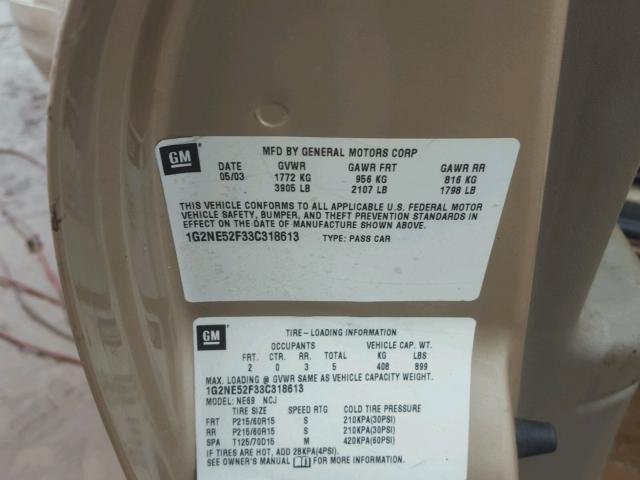 GM
MFD BY GENERAL MOTORS CORP
DATE GVWR GAWR FRT GAWR RR
05/03 1772 KG 956 KG 816 KG
3905 LB 2107 LB 1798 LB
THIS VEHICLE CONFORMS TO ALL APPLICABLE U.S. FEDERAL MOTOR
VEHICLE SAFETY, BUMPER, AND THEFT PREVENTION STANDARDS IN
EFFECT ON THE DATE OF MANUFACTURE SHOWN ABOVE.
1G2NE52F33C318613 TYPE: PASS CAR
GM
TIRE-LOADING INFORMATION
OCCUPANTS VEHICLE CAP. WT.
FRT. CTR. RR. TOTAL KG LBS
2 0 3 5 408 899
MAX. LOADING @ GVWR SAME AS VEHICLE CAPACITY WEIGHT.
1G2NE52F33C318613
MODEL: NE69 NCJ
TIRE SIZE SPEED RTG COLD TIRE PRESSURE
FRT P215/60R15 S 210KPA(30PSI)
RR P215/60R15 S 210KPA(30PSI)
SPA T125/70D15 M 420KPA(60PSI)
IF TIRES ARE HOT, ADD 28KPA(4PSI).
SEE OWNER'S MANUAL FOR MORE INFORMATION.